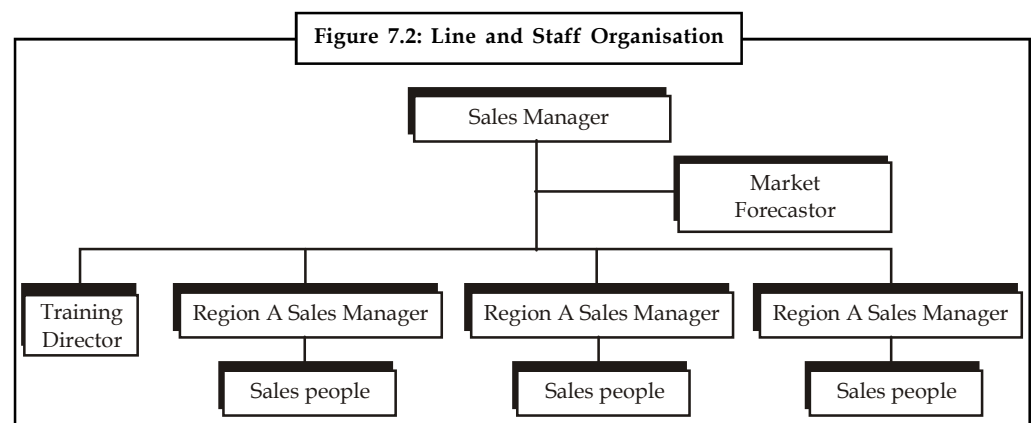 Figure 7.2: Line and Staff Organisation
Sales Manager
Market
Forecastor
Training
Director
Region A Sales Manager
Region A Sales Manager
Region A Sales Manager
Sales people
Sales people
Sales people